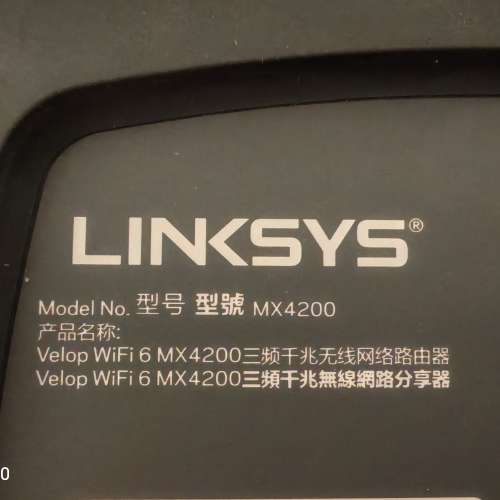 LINKSYS®
Model No. 型号 型號 MX4200
产品名称:
Velop WiFi 6 MX4200三频千兆无线网络路由器
Velop WiFi 6 MX4200三頻千兆無線網路分享器
0